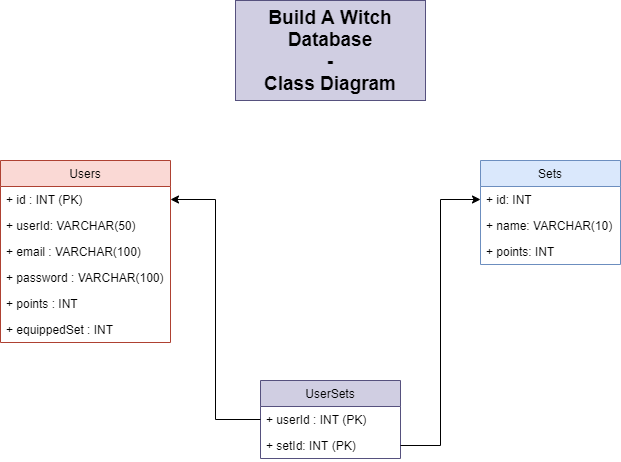 Build A Witch
Database
-
Class Diagram
Users
+ id : INT (PK)
+ userId: VARCHAR(50)
+ email : VARCHAR(100)
+ password : VARCHAR(100)
+ points : INT
+ equippedSet : INT
Sets
+ id: INT
+ name: VARCHAR(10)
+ points: INT
UserSets
+ userId : INT (PK)
+ setId: INT (PK)